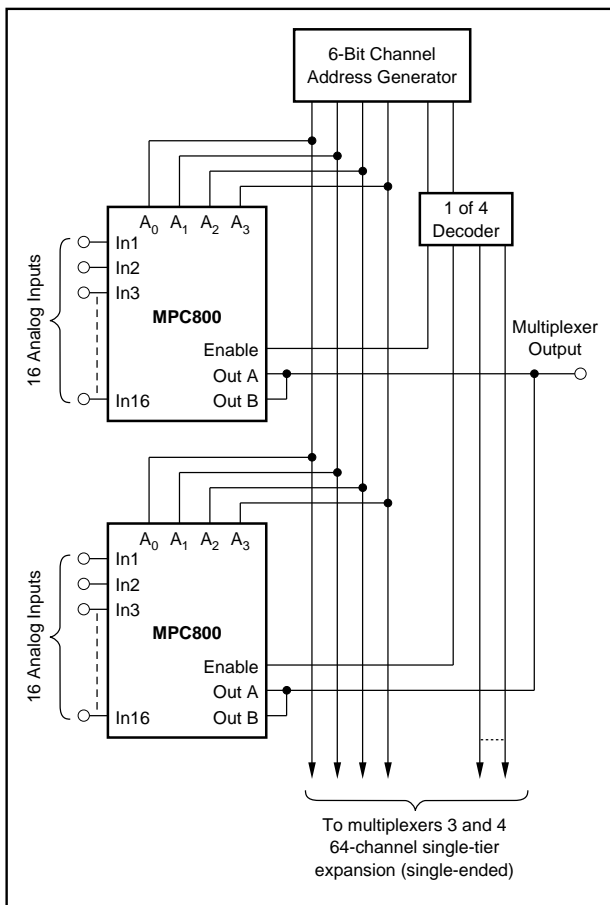 6-Bit Channel
Address Generator
1 of 4
Decoder
A0 A1 A2 A3
In1
In2
In3
In16
16 Analog Inputs
MPC800
Enable
Out A
Out B
Multiplexer
Output
A0 A1 A2 A3
In1
In2
In3
In16
16 Analog Inputs
MPC800
Enable
Out A
Out B
To multiplexers 3 and 4
64-channel single-tier
expansion (single-ended)